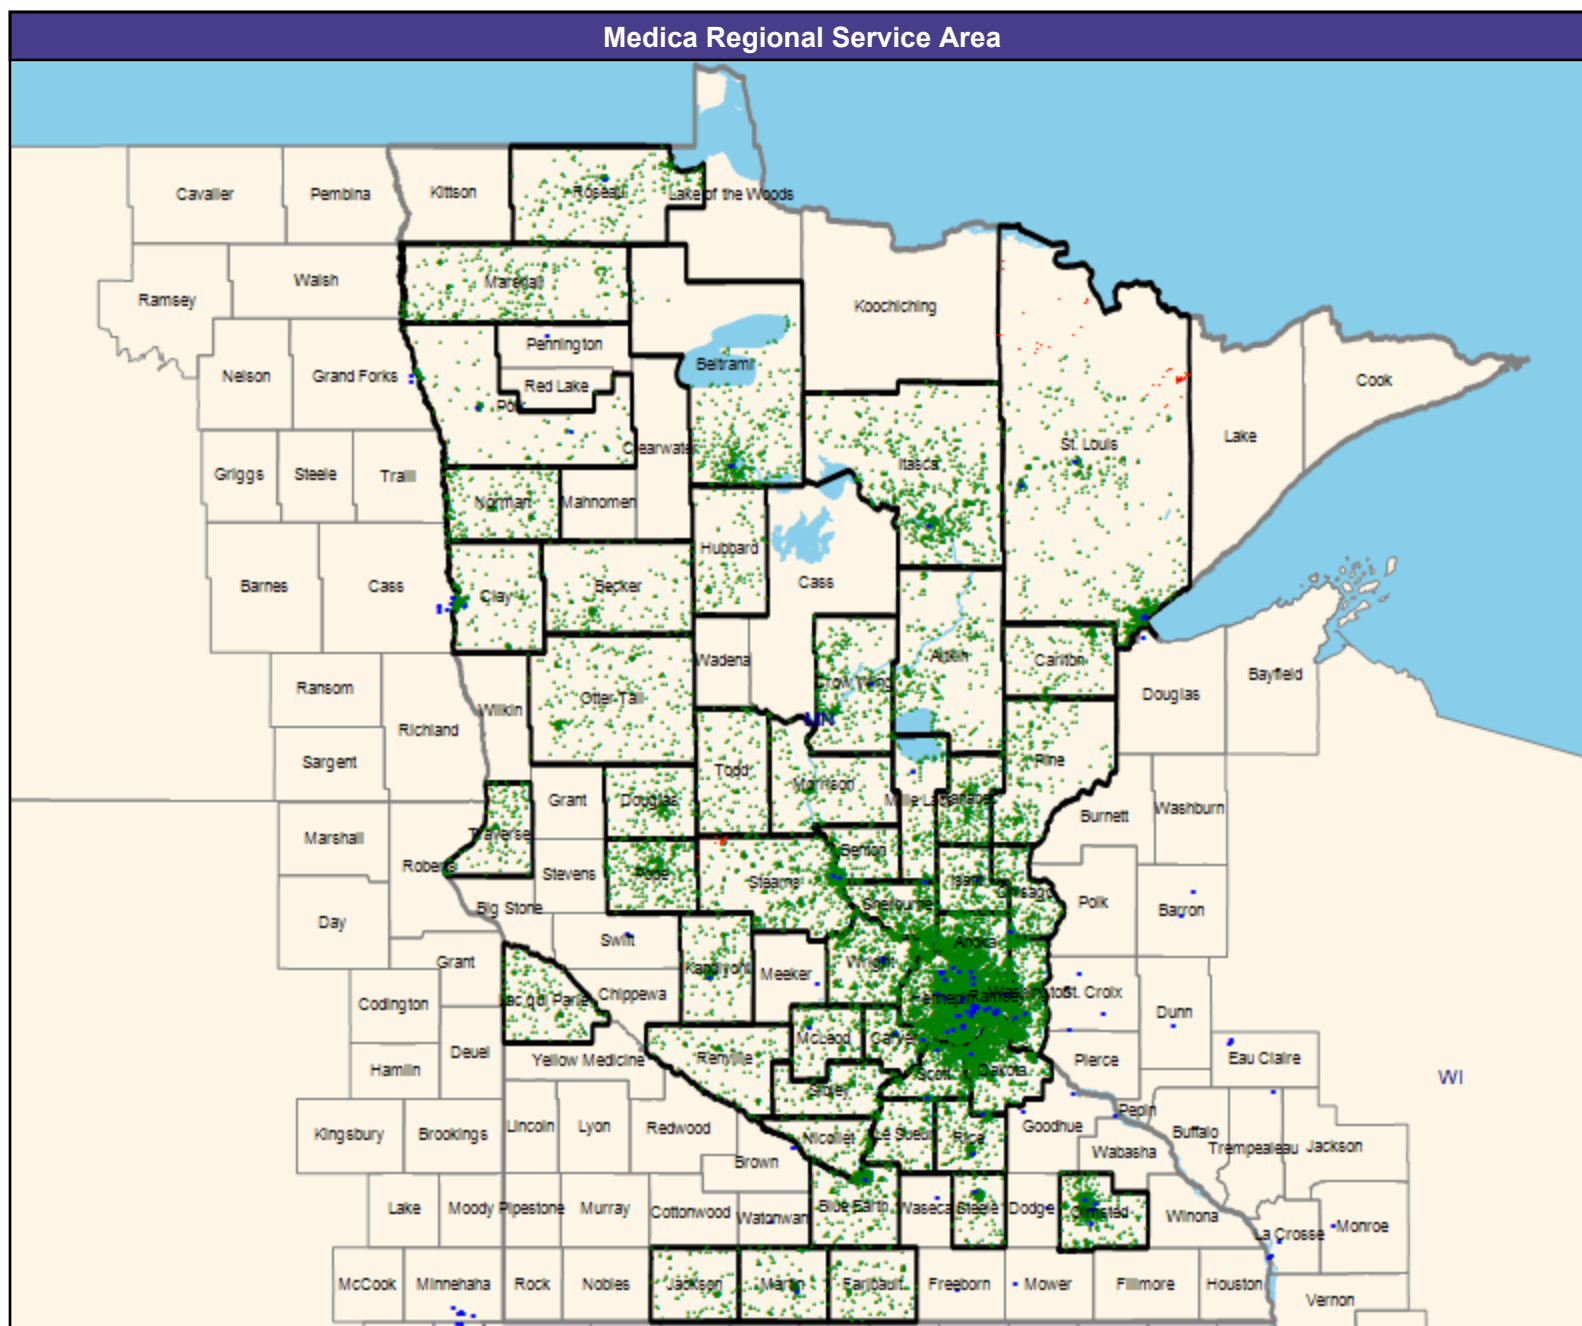 Medica Regional Service Area
Cavalier
Pembina
Kittson
Roseau
Lake of the Woods
Walsh
Ramsey
Marshall
Koochiching
Nelson
Grand Forks
Pennington
Red Lake
Polk
Beltrami
Clearwater
Cook
Lake
St. Louis
Itasca
Griggs
Steele
Traill
Norman
Mahnomen
Hubbard
Cass
Barnes
Cass
Clay
Becker
Wadena
Crow Wing
Aitkin
Carlton
Ransom
Richland
Wilkin
Otter Tail
MN
Douglas
Bayfield
Sargent
Grant
Douglas
Todd
Morrison
Mille Lacs
Kanabec
Pine
Burnett
Washburn
Marshall
Roberts
Traverse
Stevens
Pope
Stearns
Benton
Isanti
Chisago
Polk
Barron
Day
Big Stone
Sherburne
Swift
Grant
Kandiyohi
Meeker
Wright
Anoka
Codington
Lac qui Parle
Chippewa
Hennepin
Ramsey
Washington
St. Croix
Dunn
Deuel
Hamlin
Yellow Medicine
Renville
McLeod
Carver
Scott
Dakota
Pierce
Eau Claire
WI
Sibley
Kingsbury
Brookings
Lincoln
Lyon
Redwood
Brown
Nicollet
Le Sueur
Rice
Goodhue
Pepin
Wabasha
Buffalo
Trempealeau
Jackson
Lake
Moody
Pipestone
Murray
Cottonwood
Watonwan
Blue Earth
Waseca
Steele
Dodge
Olmsted
Winona
La Crosse
Monroe
McCook
Minnehaha
Rock
Nobles
Jackson
Martin
Faribault
Freeborn
Mower
Fillmore
Houston
Vernon